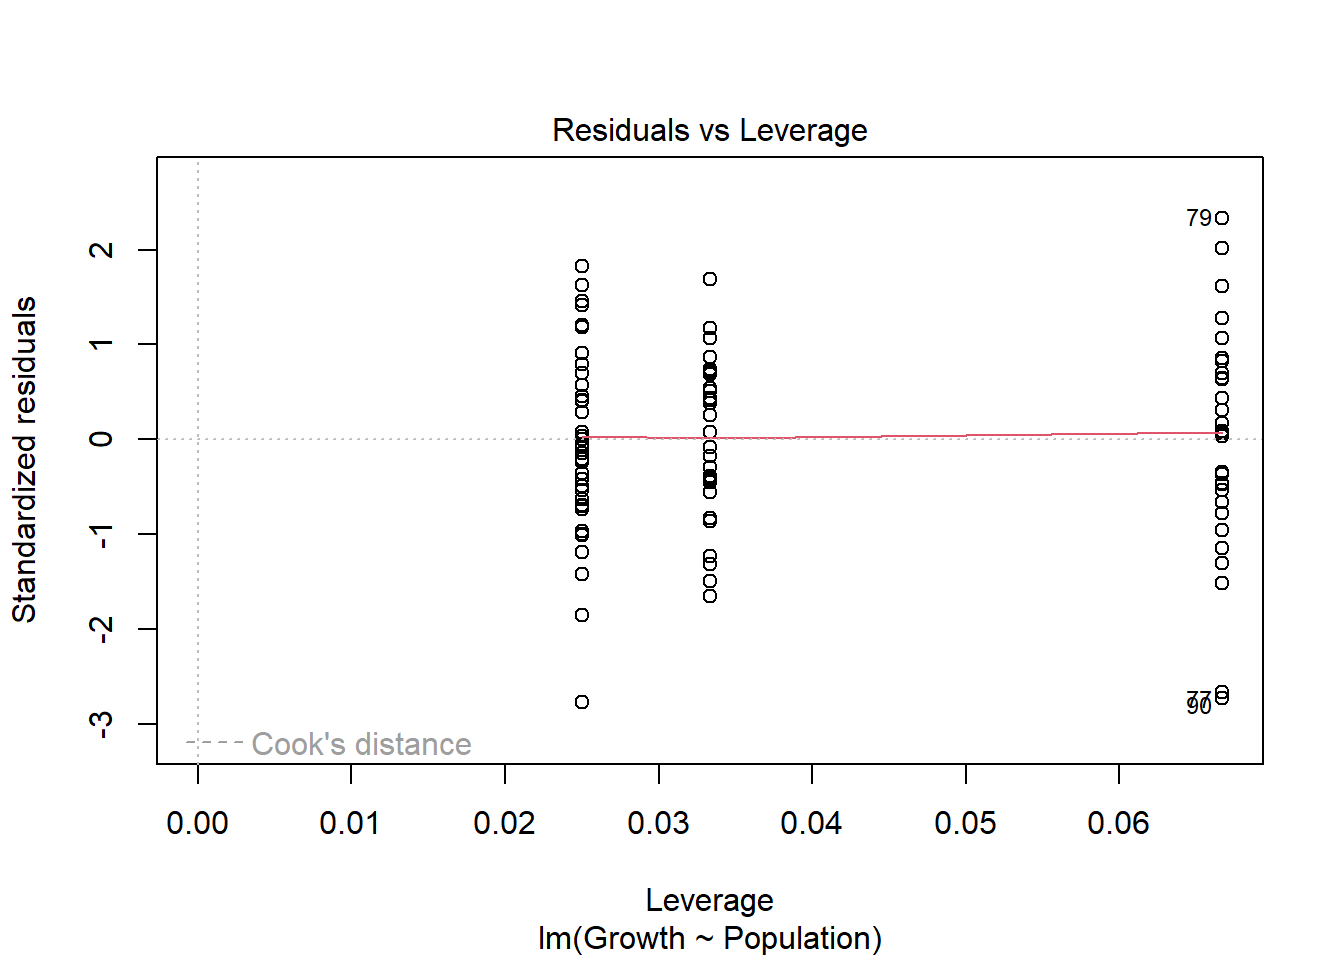 Residuals vs Leverage
Standardized residuals
2
1
0
-1
-2
-3
79
77
90
Cook's distance
0.00 0.01 0.02 0.03 0.04 0.05 0.06
Leverage
lm(Growth ~ Population)